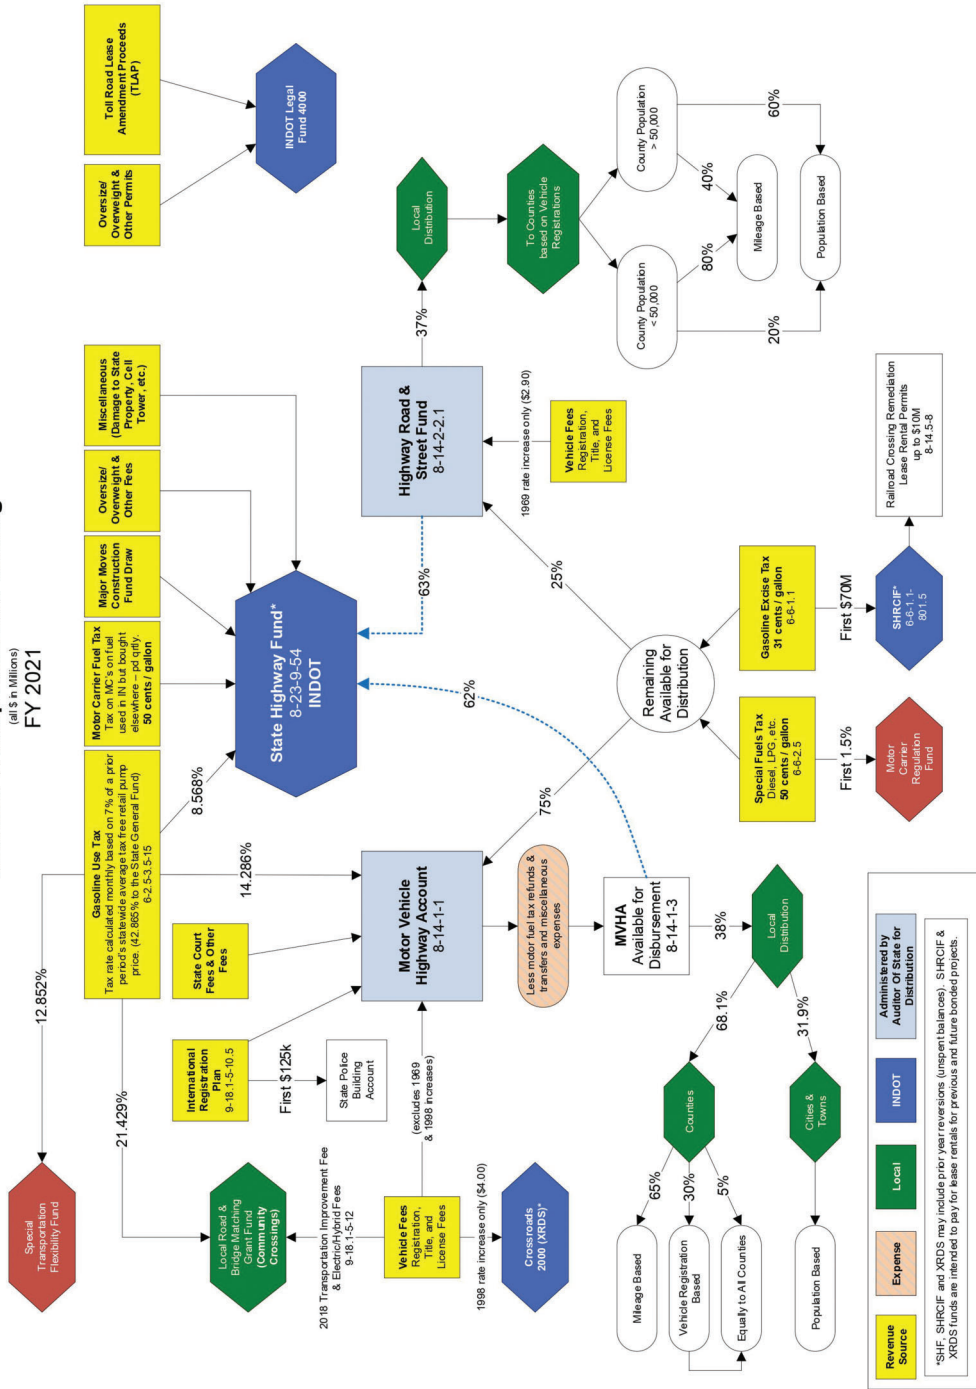 (all $ in Millions)
FY 2021
Special
Transportation
Flexibility Fund
12.852%
Gasoline Use Tax
Tax rate calculated monthly based on 7% of a prior
period's statewide average tax free retail pump
price. (42.865% to the State General Fund)
6-2.5-3.5-15
Motor Carrier Fuel Tax
Tax on MC's on fuel
used in IN but bought
elsewhere – pd qrtly.
50 cents / gallon
Major Moves
Construction
Fund Draw
Oversize/
Overweight &
Other Fees
Miscellaneous
(Damage to State
Property, Cell
Tower, etc.)
Oversize/
Overweight &
Other Permits
Toll Road Lease
Amendment Proceeds
(TLAP)
21.429%
14.286%
8.568%
State Court
Fees & Other
Fees
International
Registration
Plan
9-18.1-5-10.5
First $125k
State Police
Building
Account
Local Road &
Bridge Matching
Grant Fund
(Community
Crossings)
State Highway Fund*
8-23-9-54
INDOT
INDOT Legal
Fund 4000
2018 Transportation Improvement Fee
& Electric/Hybrid Fees
9-18.1-5-12
(excludes 1969
& 1998 increases)
Motor Vehicle
Highway Account
8-14-1-1
63%
Highway Road &
Street Fund
8-14-2-2.1
37%
Local
Distribution
Vehicle Fees
Registration,
Title, and
License Fees
1998 rate increase only ($4.00)
Crossroads
2000 (XRDS)*
62%
1969 rate increase only ($2.90)
Vehicle Fees
Registration,
Title, and
License Fees
To Counties
based on Vehicle
Registrations
Less motor fuel tax refunds &
transfers and miscellaneous
expenses
75%
25%
Remaining
Available for
Distribution
County Population
< 50,000
County Population
> 50,000
MVHA
Available for
Disbursement
8-14-1-3
38%
20%
80%
40%
60%
Mileage Based
Population Based
68.1%
Local
Distribution
31.9%
Special Fuels Tax
Diesel, LPG, etc.
50 cents / gallon
6-6-2.5
Gasoline Excise Tax
31 cents / gallon
6-6-1.1
First 1.5%
First $70M
Counties
Cities &
Towns
Motor
Carrier
Regulation
Fund
SHRCIF*
6-6-1.1-
801.5
Railroad Crossing Remediation
Lease Rental Permits
up to $10M
8-14.5-8
65%
30%
5%
Mileage Based
Vehicle Registration
Based
Equally to All Counties
Population Based
Revenue
Source
Expense
Local
INDOT
Administered by
Auditor Of State for
Distribution
*SHF, SHRCIF and XRDS may include prior year reversions (unspent balances). SHRCIF &
XRDS funds are intended to pay for lease rentals for previous and future bonded projects.